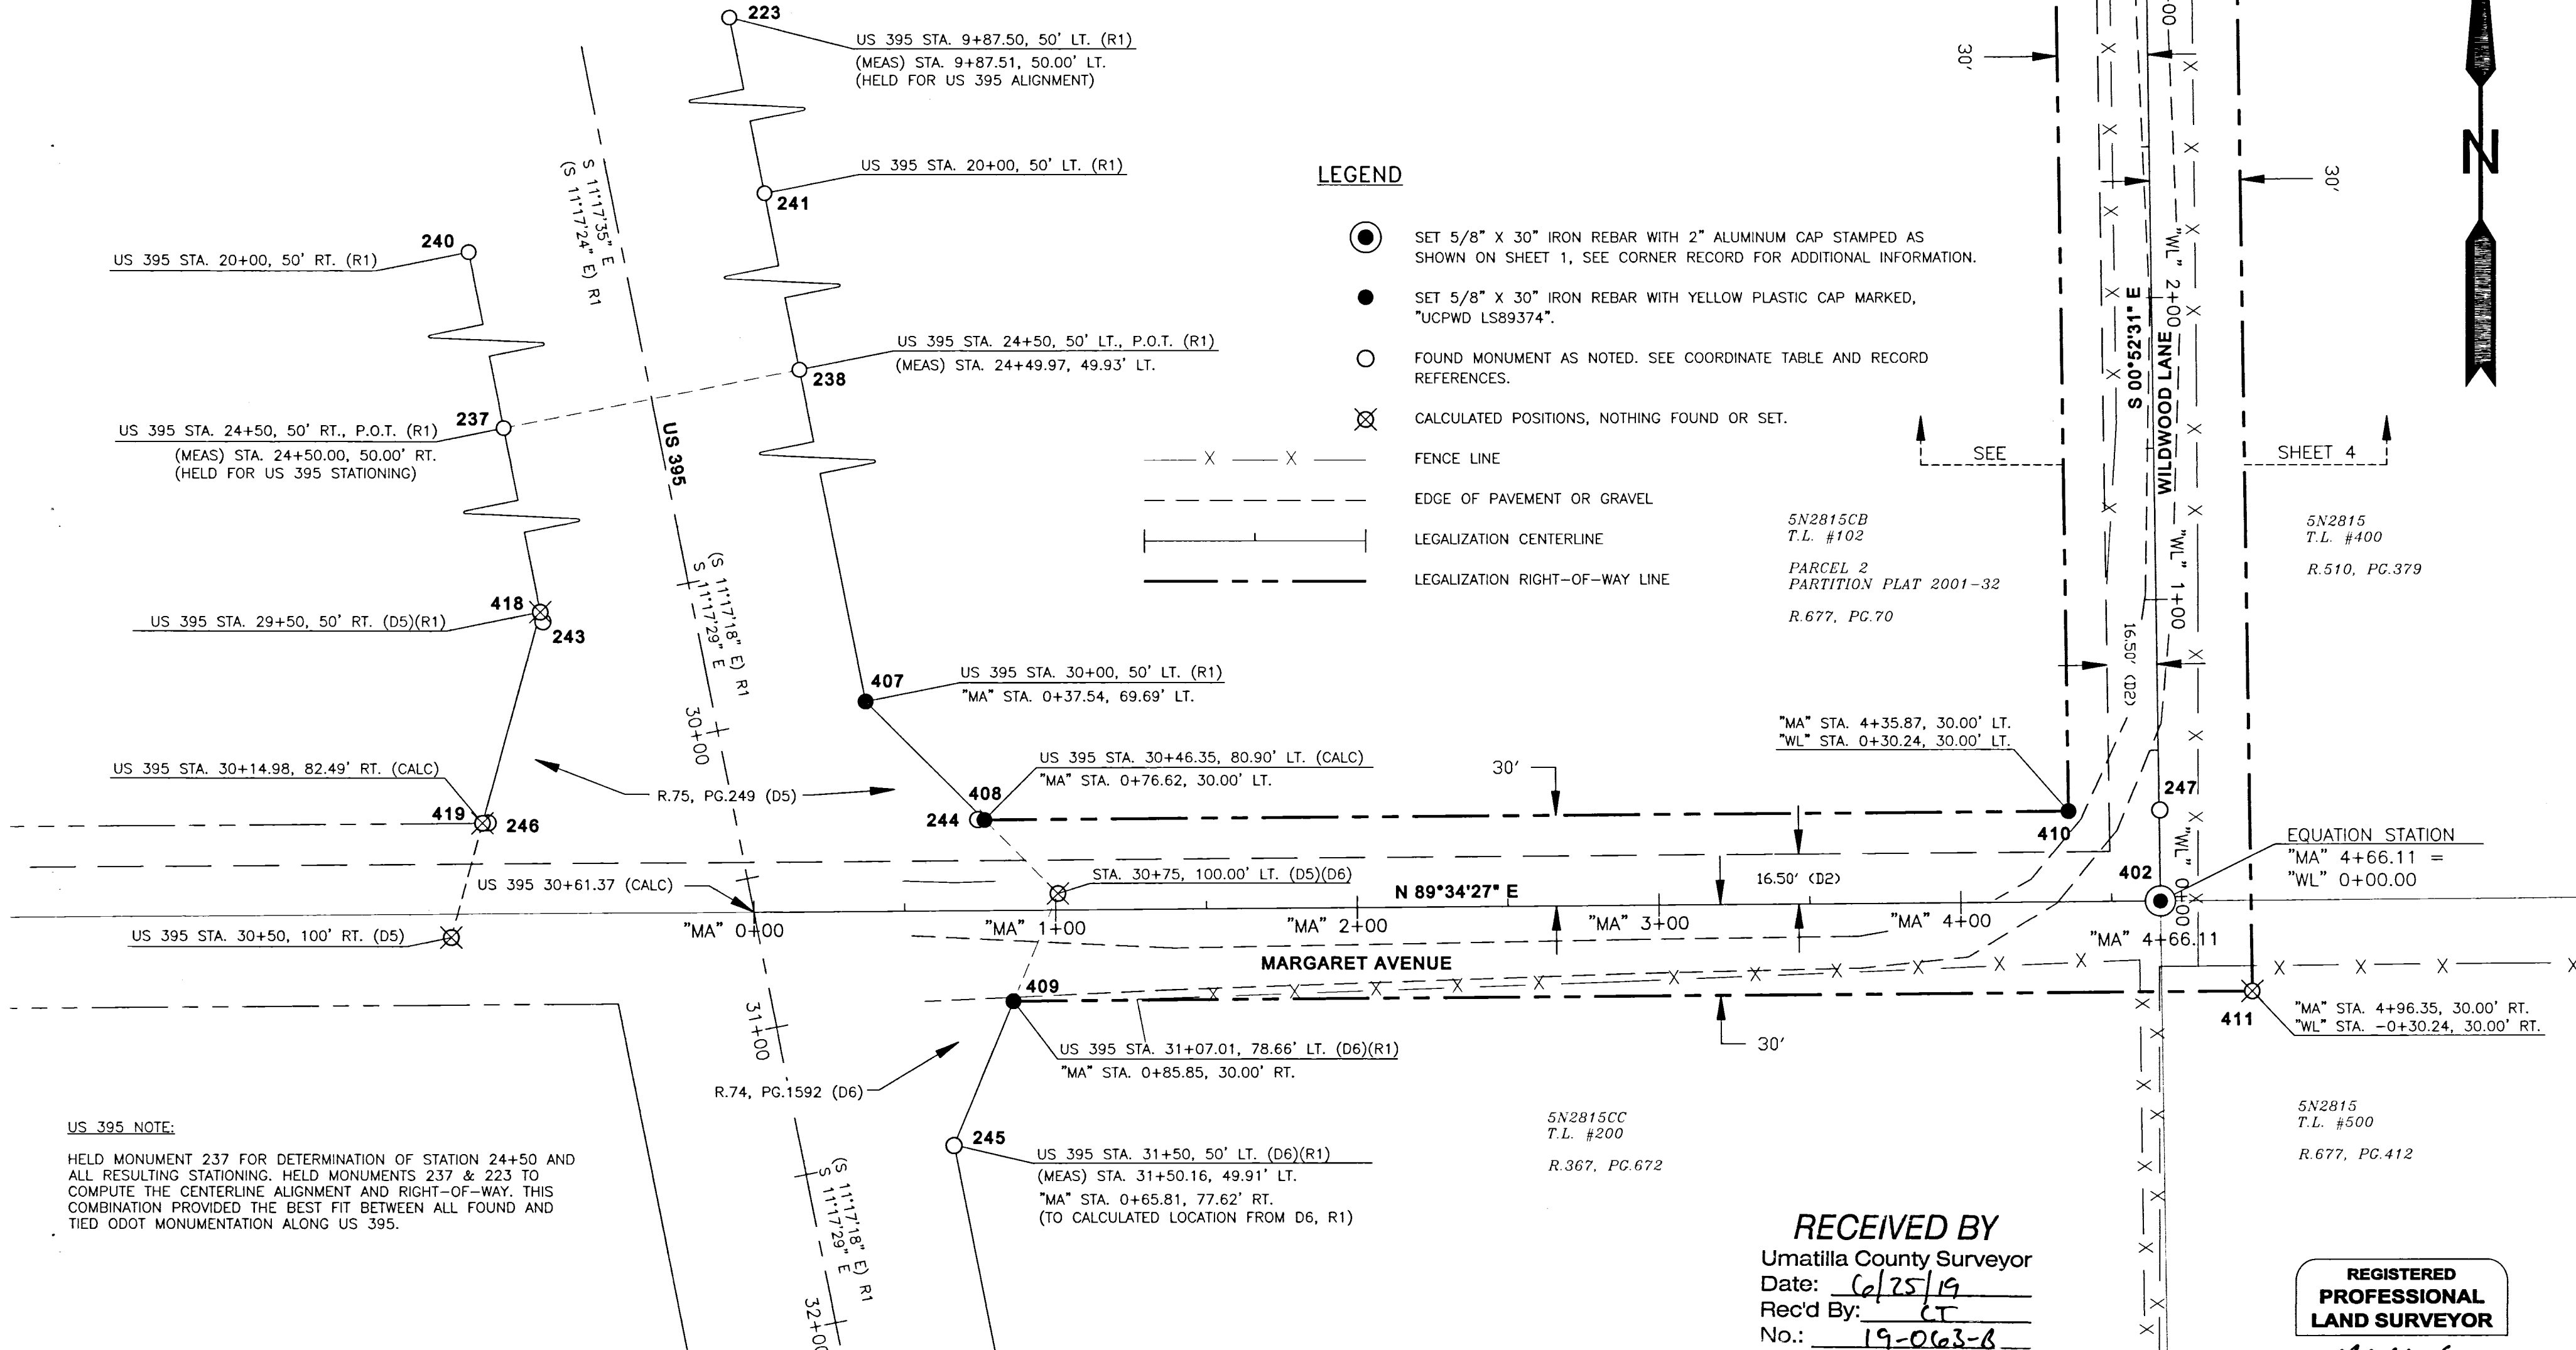 223
US 395 STA. 9+87.50, 50' LT. (R1)
(MEAS) STA. 9+87.51, 50.00' LT.
(HELD FOR US 395 ALIGNMENT)
US 395 STA. 20+00, 50' LT. (R1)
241
240
US 395 STA. 20+00, 50' RT. (R1)
S 11°17'35" E
(S 11°17'24" E) R1
US 395 STA. 24+50, 50' LT., P.O.T. (R1)
(MEAS) STA. 24+49.97, 49.93' LT.
238
237
US 395 STA. 24+50, 50' RT., P.O.T. (R1)
(MEAS) STA. 24+50.00, 50.00' RT.
(HELD FOR US 395 STATIONING)
US 395
418
US 395 STA. 29+50, 50' RT. (D5)(R1)
243
(S 11°17'18" E) R1
S 11°17'29" E
30+00
407
US 395 STA. 30+00, 50' LT. (R1)
"MA" STA. 0+37.54, 69.69' LT.
US 395 STA. 30+14.98, 82.49' RT. (CALC)
R.75, PG.249 (D5)
US 395 STA. 30+46.35, 80.90' LT. (CALC)
"MA" STA. 0+76.62, 30.00' LT.
408
419
246
244
US 395 30+61.37 (CALC)
STA. 30+75, 100.00' LT. (D5)(D6)
US 395 STA. 30+50, 100' RT. (D5)
LEGEND
SET 5/8" X 30" IRON REBAR WITH 2" ALUMINUM CAP STAMPED AS
SHOWN ON SHEET 1, SEE CORNER RECORD FOR ADDITIONAL INFORMATION.
SET 5/8" X 30" IRON REBAR WITH YELLOW PLASTIC CAP MARKED,
"UCPWD LS89374".
FOUND MONUMENT AS NOTED. SEE COORDINATE TABLE AND RECORD
REFERENCES.
CALCULATED POSITIONS, NOTHING FOUND OR SET.
FENCE LINE
EDGE OF PAVEMENT OR GRAVEL
LEGALIZATION CENTERLINE
LEGALIZATION RIGHT-OF-WAY LINE
5N2815CB
T.L. #102
PARCEL 2
PARTITION PLAT 2001-32
R.677, PG.70
30'
30'
00
N
"WL" 2+00
S 00°52'31" E
WILDWOOD LANE
SEE
SHEET 4
5N2815
T.L. #400
R.510, PG.379
"WL" 1+00
16.50' (D2)
"MA" STA. 4+35.87, 30.00' LT.
"WL" STA. 0+30.24, 30.00' LT.
30'
410
247
EQUATION STATION
"MA" 4+66.11 =
"WL" 0+00.00
402
"WL" 0+00
16.50' (D2)
N 89°34'27" E
"MA" 0+00
"MA" 1+00
"MA" 2+00
"MA" 3+00
"MA" 4+00
"MA" 4+66.11
MARGARET AVENUE
409
US 395 STA. 31+07.01, 78.66' LT. (D6)(R1)
"MA" STA. 0+85.85, 30.00' RT.
30'
411
"MA" STA. 4+96.35, 30.00' RT.
"WL" STA. -0+30.24, 30.00' RT.
31+00
R.74, PG.1592 (D6)
245
US 395 STA. 31+50, 50' LT. (D6)(R1)
(MEAS) STA. 31+50.16, 49.91' LT.
"MA" STA. 0+65.81, 77.62' RT.
(TO CALCULATED LOCATION FROM D6, R1)
(S 11°17'18" E) R1
S 11°17'29" E
32+00
5N2815CC
T.L. #200
R.367, PG.672
5N2815
T.L. #500
R.677, PG.412
US 395 NOTE:
HELD MONUMENT 237 FOR DETERMINATION OF STATION 24+50 AND
ALL RESULTING STATIONING. HELD MONUMENTS 237 & 223 TO
COMPUTE THE CENTERLINE ALIGNMENT AND RIGHT-OF-WAY. THIS
COMBINATION PROVIDED THE BEST FIT BETWEEN ALL FOUND AND
TIED ODOT MONUMENTATION ALONG US 395.
RECEIVED BY
Umatilla County Surveyor
Date: 6/25/19
Rec'd By: CT
No.: 19-063-B
REGISTERED
PROFESSIONAL
LAND SURVEYOR